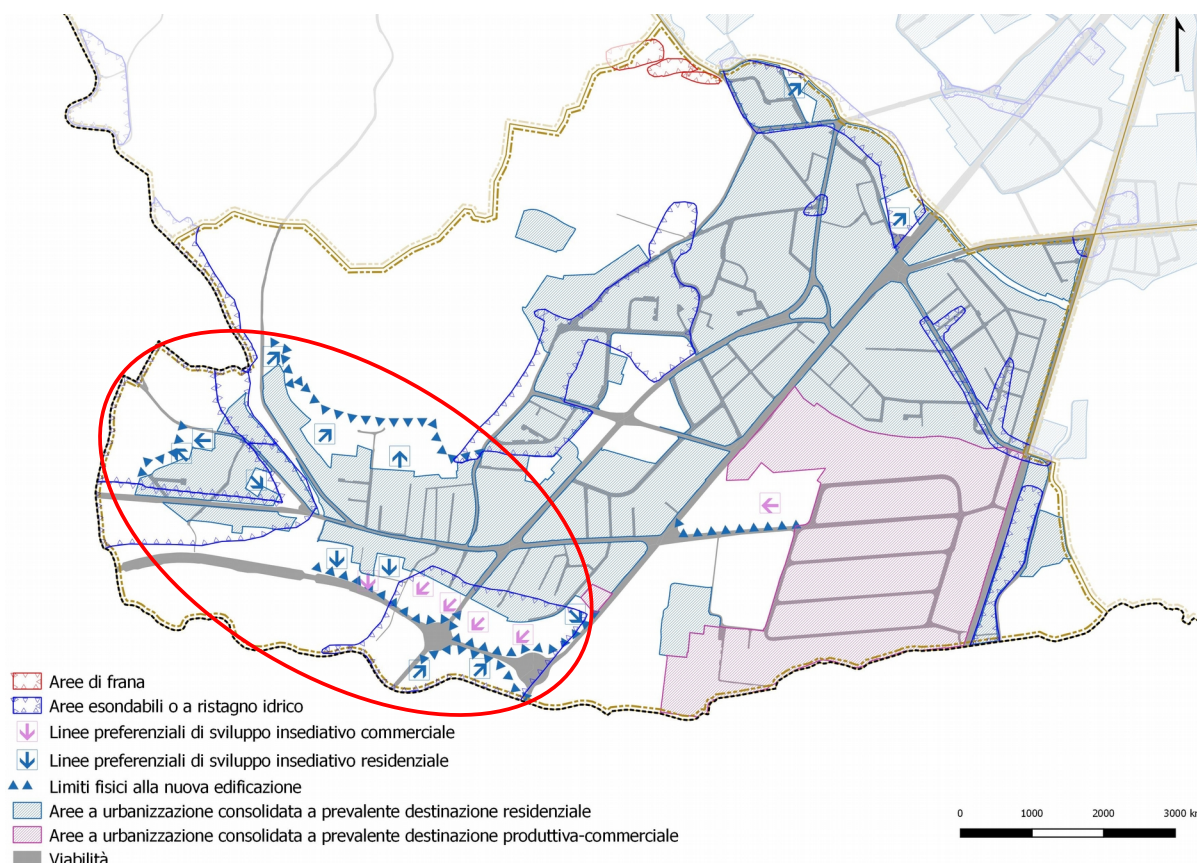 Aree di frana
Aree esondabili o a ristagno idrico
Linee preferenziali di sviluppo insediativo commerciale
Linee preferenziali di sviluppo insediativo residenziale
Limiti fisici alla nuova edificazione
Aree a urbanizzazione consolidata a prevalente destinazione residenziale
Aree a urbanizzazione consolidata a prevalente destinazione produttiva-commerciale
Viabilità
0 1000 2000 3000 km